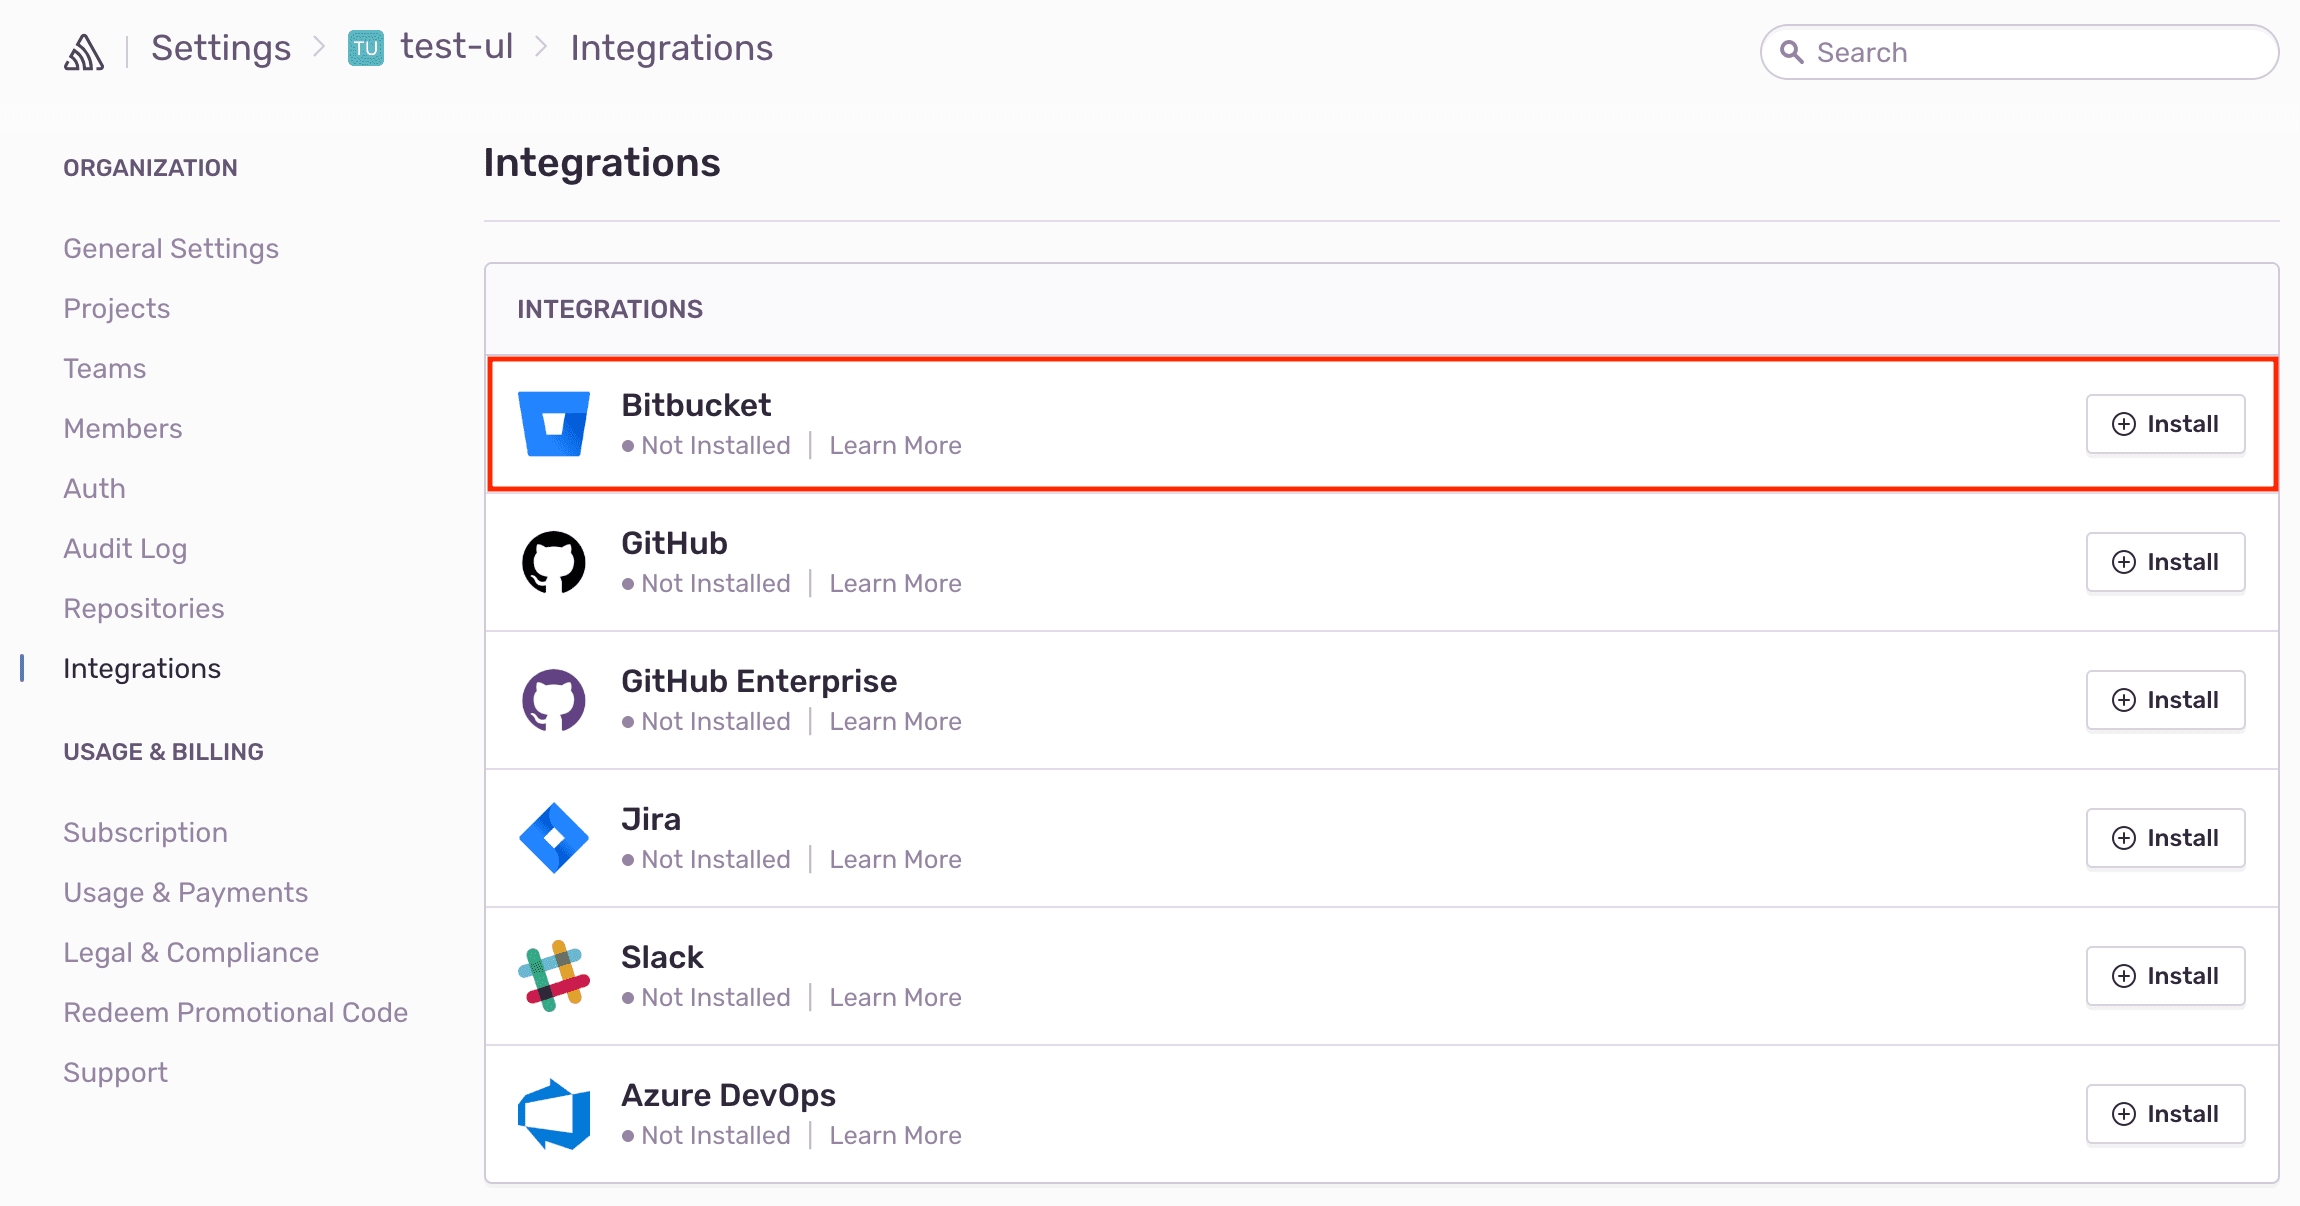 Settings > TU test-ul > Integrations
Search
ORGANIZATION
General Settings
Projects
Teams
Members
Auth
Audit Log
Repositories
Integrations
USAGE & BILLING
Subscription
Usage & Payments
Legal & Compliance
Redeem Promotional Code
Support
Integrations
INTEGRATIONS
Bitbucket
Not Installed | Learn More
Install
GitHub
Not Installed | Learn More
Install
GitHub Enterprise
Not Installed | Learn More
Install
Jira
Not Installed | Learn More
Install
Slack
Not Installed | Learn More
Install
Azure DevOps
Not Installed | Learn More
Install